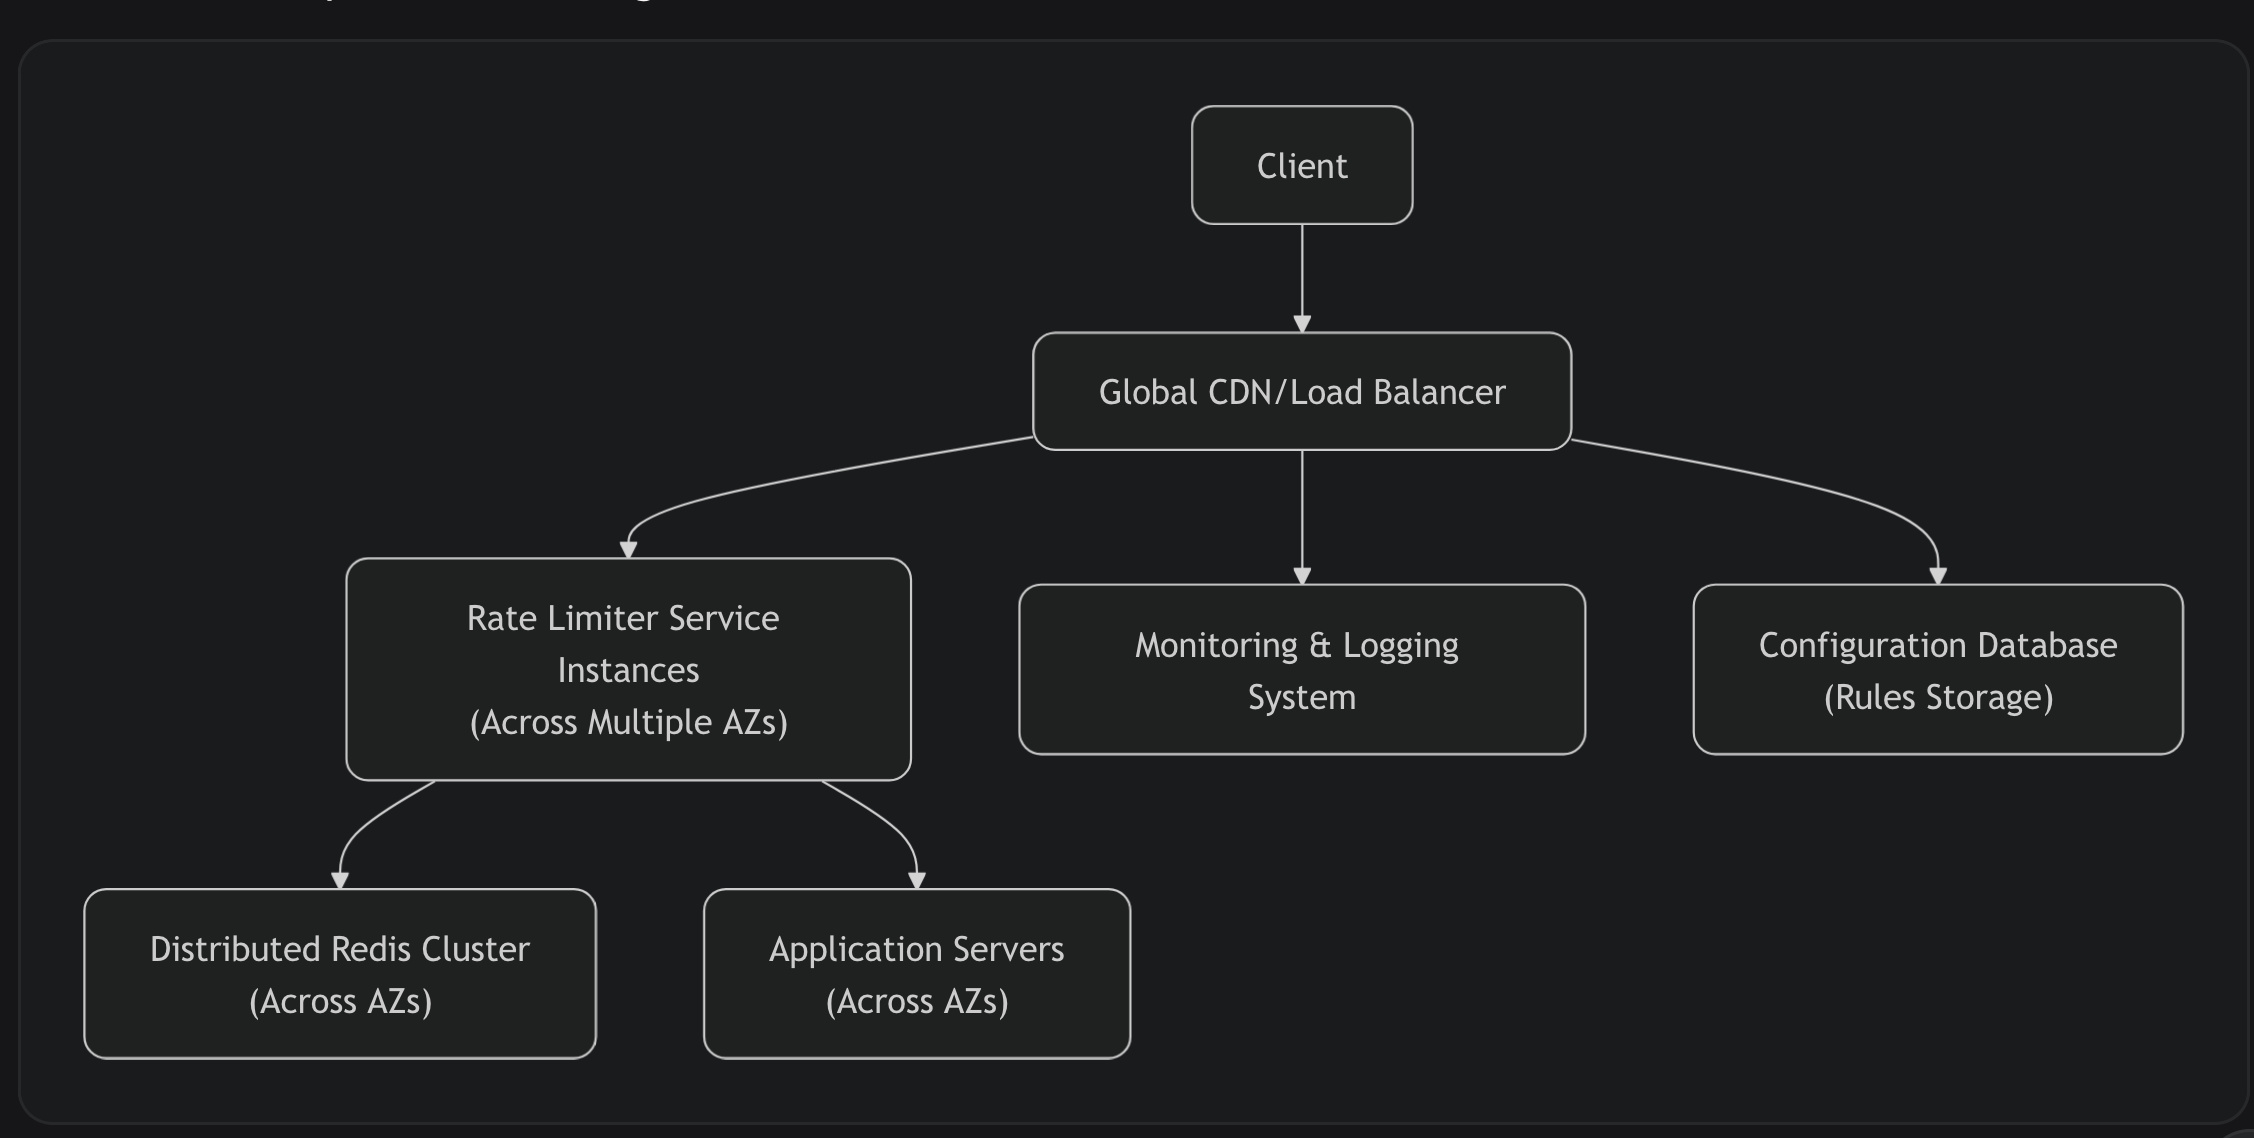 Client
Global CDN/Load Balancer
Rate Limiter Service
Instances
(Across Multiple AZs)
Monitoring & Logging
System
Configuration Database
(Rules Storage)
Distributed Redis Cluster
(Across AZs)
Application Servers
(Across AZs)